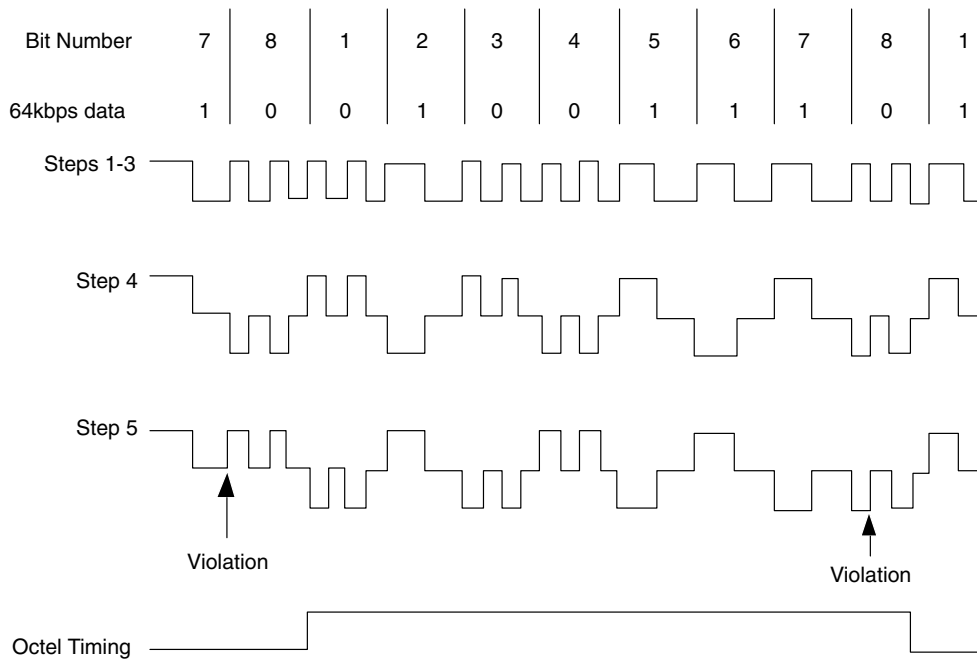 Bit Number 7 8 1 2 3 4 5 6 7 8 1
64kbps data 1 0 0 1 0 0 1 1 1 0 1
Steps 1-3
Step 4
Step 5
Violation
Violation
Octel Timing